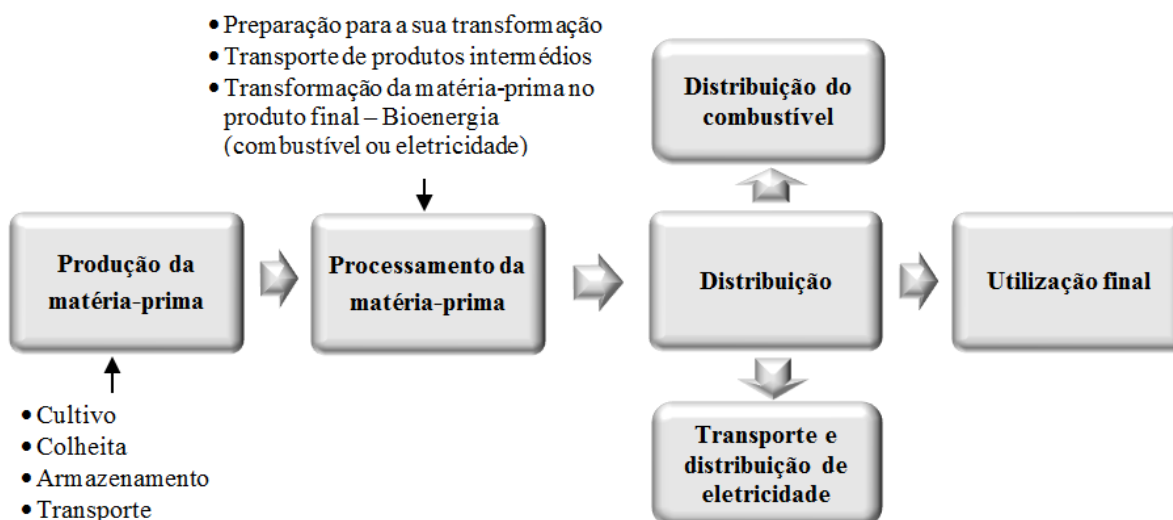 • Preparação para a sua transformação
• Transporte de produtos intermédios
• Transformação da matéria-prima no
produto final – Bioenergia
(combustível ou eletricidade)
Distribuição do
combustível
Produção da
matéria-prima
Processamento da
matéria-prima
Distribuição
Utilização final
• Cultivo
• Colheita
• Armazenamento
• Transporte
Transporte e
distribuição de
eletricidade